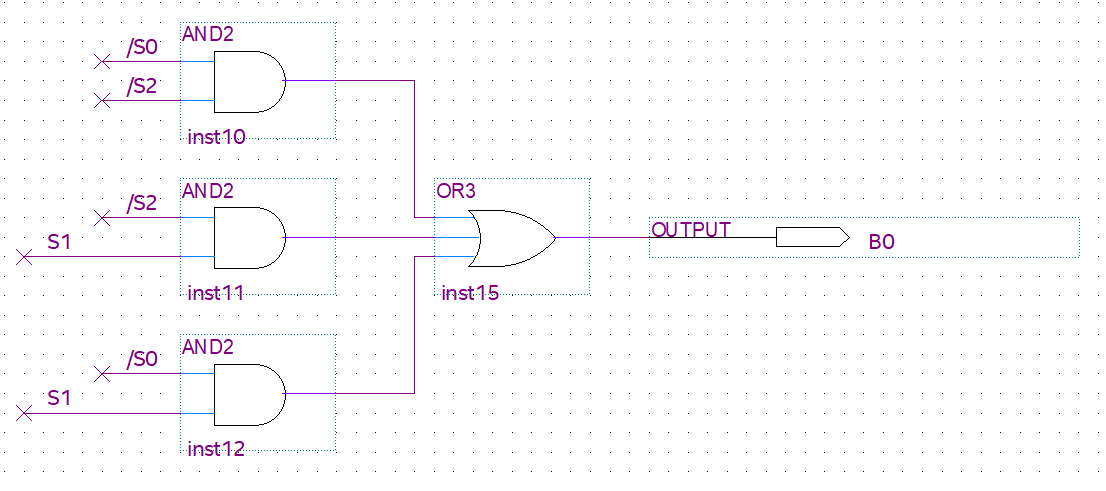 AND2
/S0
/S2
inst10
AND2
/S2
S1
inst11
OR3
inst15
OUTPUT
B0
AND2
/S0
S1
inst12